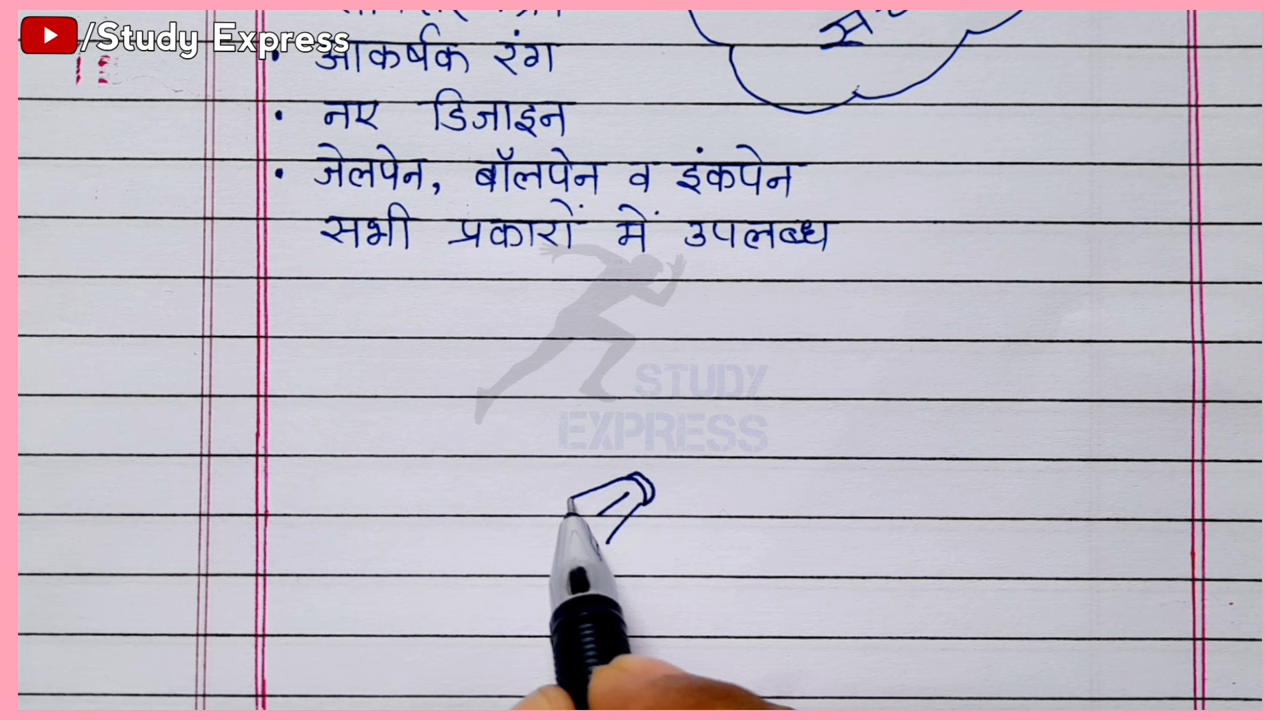 /Study Express
स
• आकर्षक रंग
• नए डिजाइन
• जेलपेन, बॉलपेन व इंकपेन
सभी प्रकारों में उपलब्ध
STUDY
EXPRESS